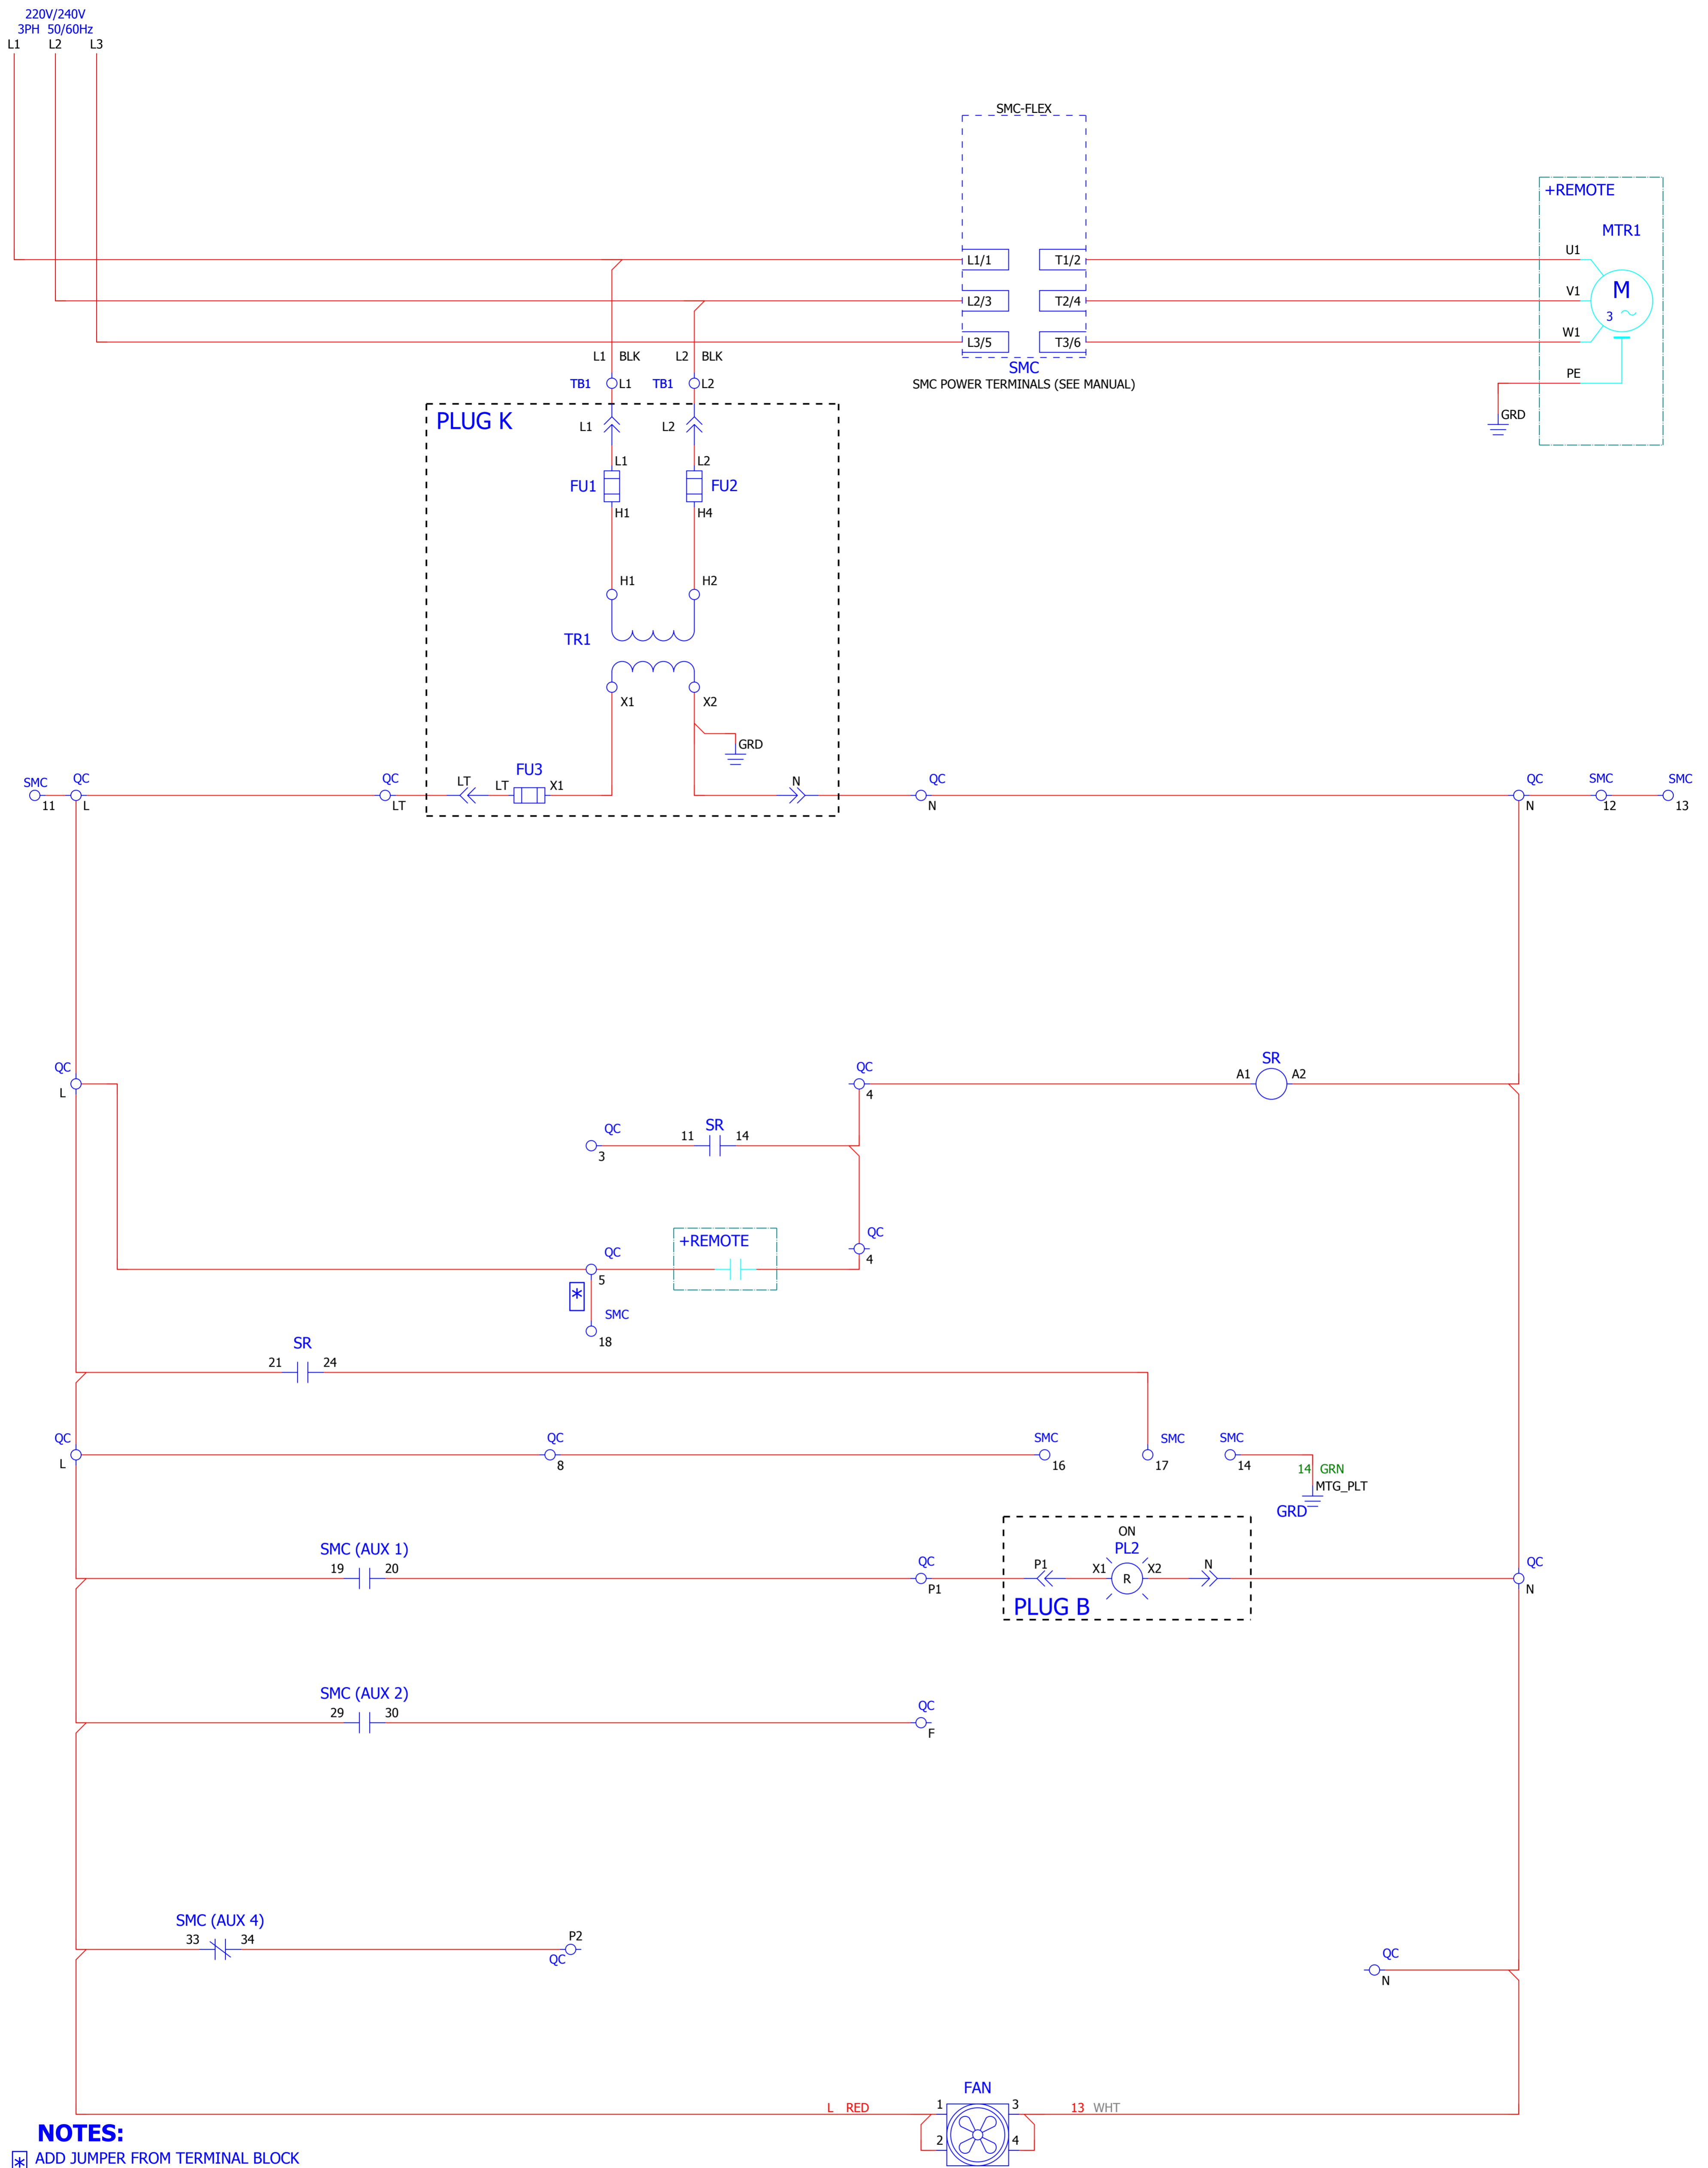 220V/240V
3PH 50/60Hz
L1 L2 L3
SMC-FLEX
+REMOTE
MTR1
L1/1 T1/2 U1
L2/3 T2/4 V1 M
3
L3/5 T3/6 W1
SMC
SMC POWER TERMINALS (SEE MANUAL)
PE
GRD
L1 BLK L2 BLK
TB1 L1 TB1 L2
PLUG K
L1 L2
L1 L2
FU1 FU2
H1 H4
H1 H2
TR1
X1 X2
GRD
SMC QC QC LT LT FU3 X1 N QC QC SMC SMC
11 L LT N N 12 13
QC QC SR
L 4 A1 A2
QC 11 SR 14
3
+REMOTE QC
QC 4
5
*
SMC
18
SR
21 24
QC QC SMC SMC SMC
L 8 16 17 14
14 GRN
MTG_PLT
GRD
ON
PL2
SMC (AUX 1)
19 20 QC P1 X1 R X2 N QC
P1 N
PLUG B
SMC (AUX 2)
29 30 QC
F
SMC (AUX 4)
33 34 P2
QC QC
N
FAN
L RED 1 3 13 WHT
2 4
NOTES:
* ADD JUMPER FROM TERMINAL BLOCK